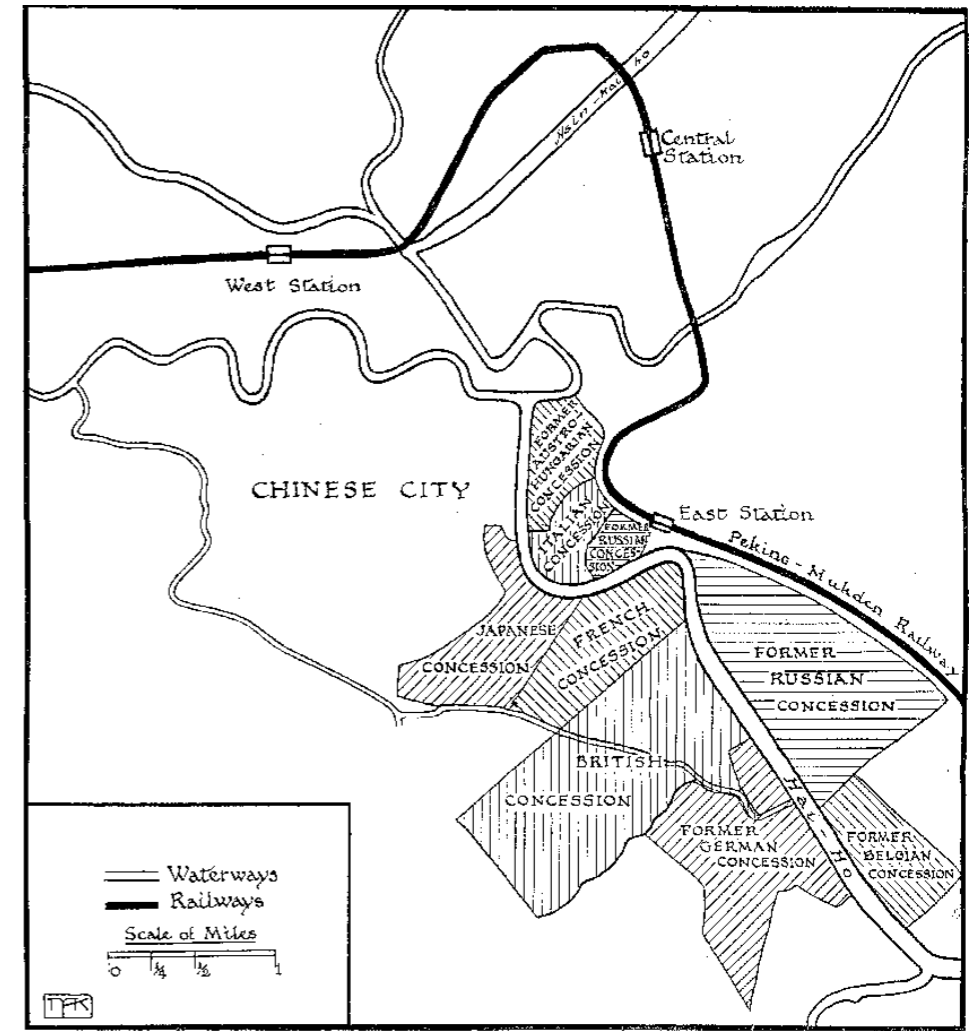 Hsin-Kai Ho
Central
Station
West Station
FORMER
AUSTRO-
HUNGARIAN
CONCESSION
CHINESE CITY
ITALIAN
CONCESSION
FORMER
RUSSIAN
CONCES-
SION
East Station
Peking-Mukden Railway
JAPANESE
CONCESSION
FRENCH
CONCESSION
FORMER
RUSSIAN
CONCESSION
BRITISH
CONCESSION
FORMER
GERMAN
CONCESSION
Hai-Ho
FORMER
BELGIAN
CONCESSION
Waterways
Railways
Scale of Miles
0 ¼ ½ 1